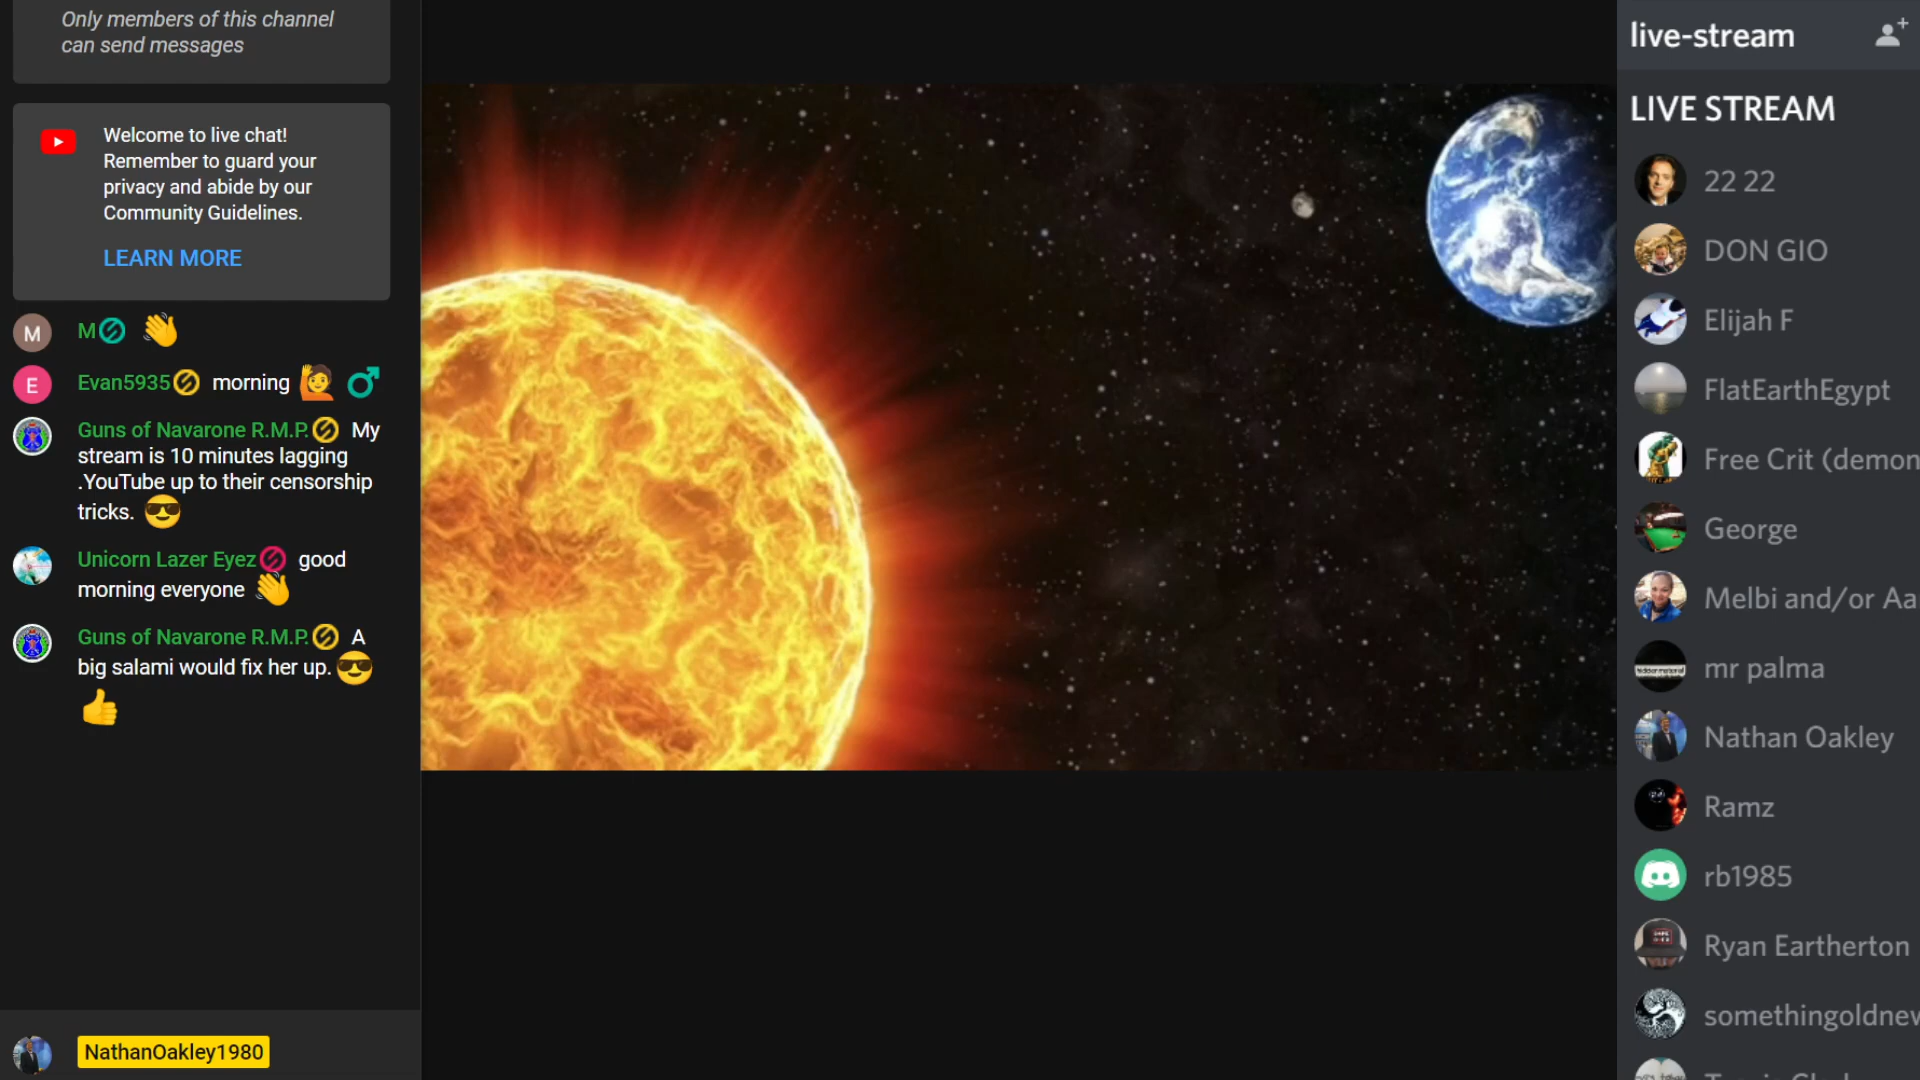 Only members of this channel
can send messages
Welcome to live chat!
Remember to guard your
privacy and abide by our
Community Guidelines.
LEARN MORE
M
M
E
Evan5935 morning
Guns of Navarone R.M.P. My
stream is 10 minutes lagging
.YouTube up to their censorship
tricks.
Unicorn Lazer Eyez good
morning everyone
Guns of Navarone R.M.P. A
big salami would fix her up.
NathanOakley1980
live-stream
LIVE STREAM
22 22
DON GIO
Elijah F
FlatEarthEgypt
Free Crit (demon
George
Melbi and/or Aa
mr palma
Nathan Oakley
Ramz
rb1985
Ryan Eartherton
somethingoldnew